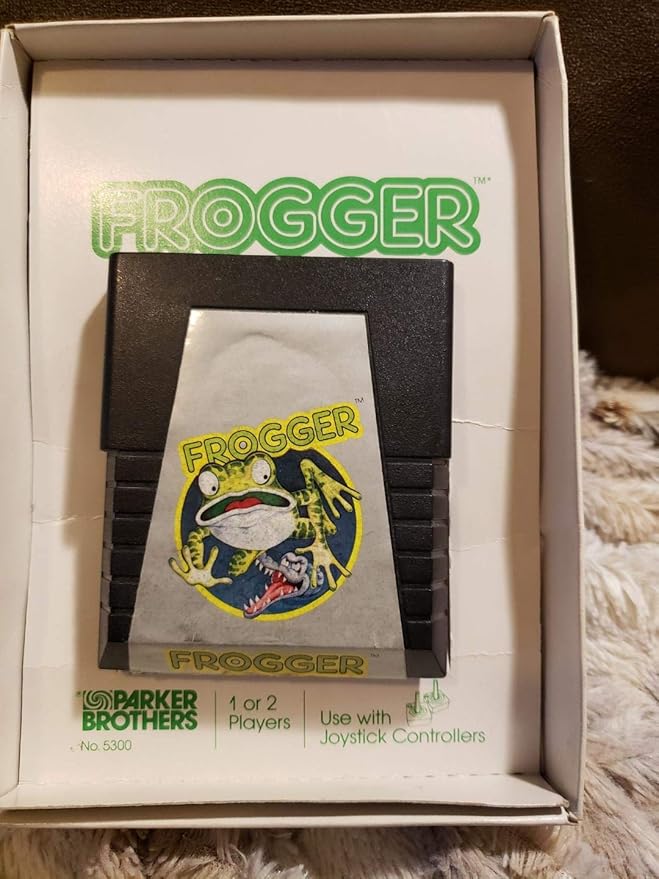 FROGGER™*
FROGGER™
FROGGER™
PARKER
BROTHERS
No. 5300
1 or 2
Players
Use with
Joystick Controllers